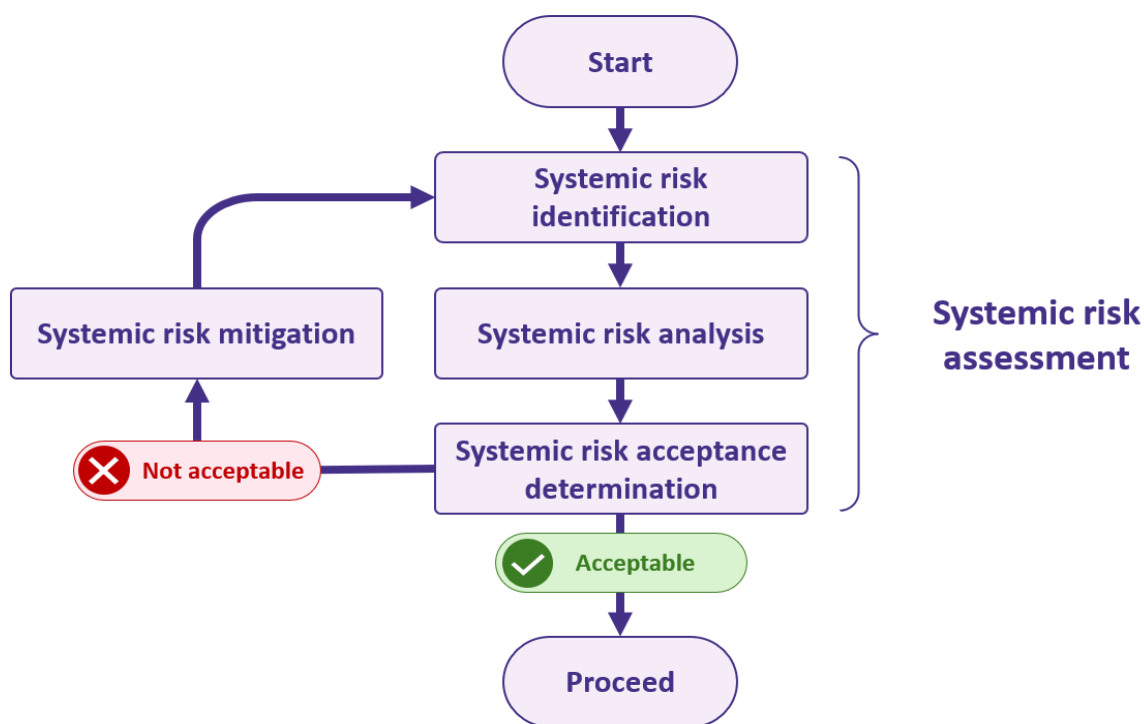 Start
Systemic risk
identification
Systemic risk mitigation
Systemic risk analysis
Systemic risk
assessment
Not acceptable
Systemic risk acceptance
determination
Acceptable
Proceed